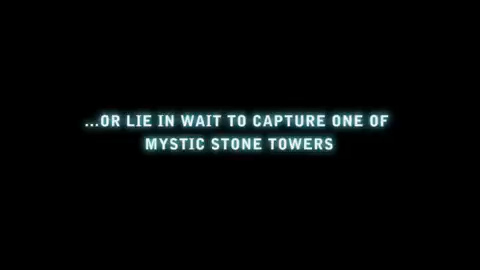 ...OR LIE IN WAIT TO CAPTURE ONE OF
MYSTIC STONE TOWERS